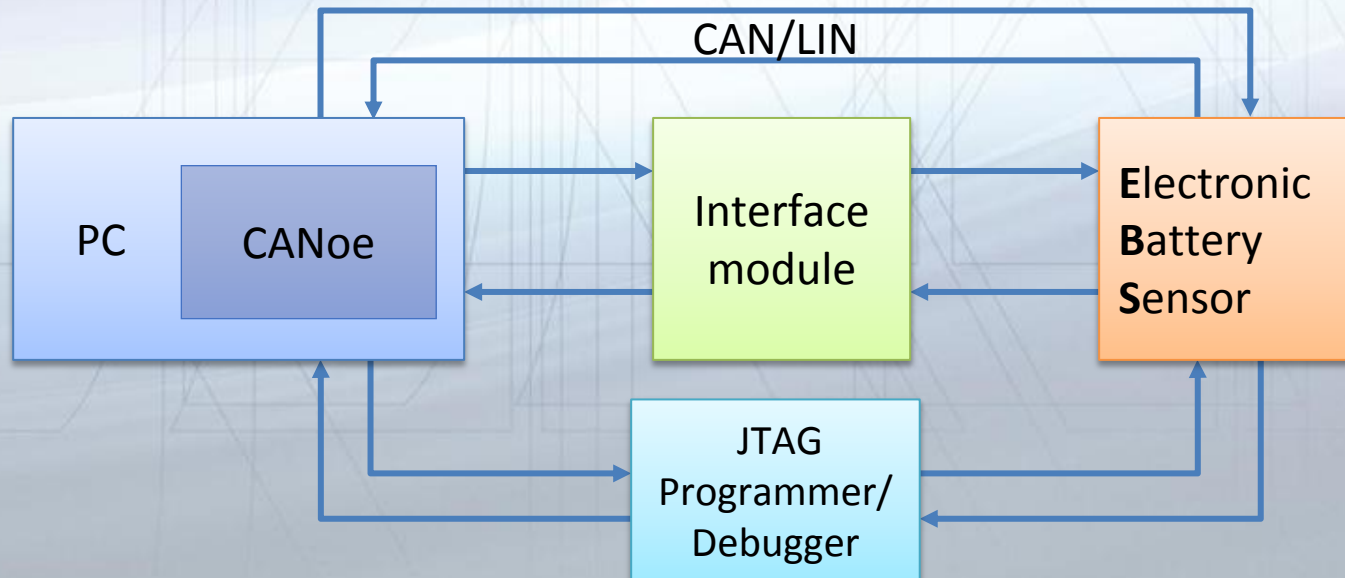 CAN/LIN
PC
CANoe
Interface
module
Electronic
Battery
Sensor
JTAG
Programmer/
Debugger